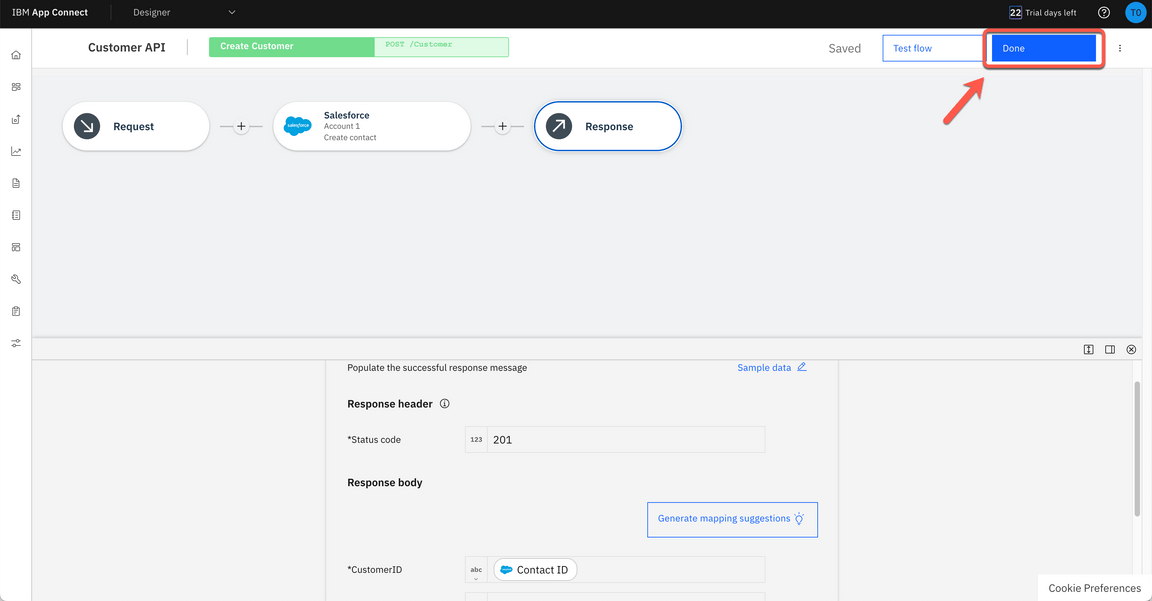 IBM App Connect
Designer
22 Trial days left
TO
Customer API
Create Customer
POST /Customer
Saved
Test flow
Done
Request
salesforce
Salesforce
Account 1
Create contact
Response
Populate the successful response message
Sample data
Response header
*Status code
123
201
Response body
Generate mapping suggestions
*CustomerID
abc
Contact ID
Cookie Preferences